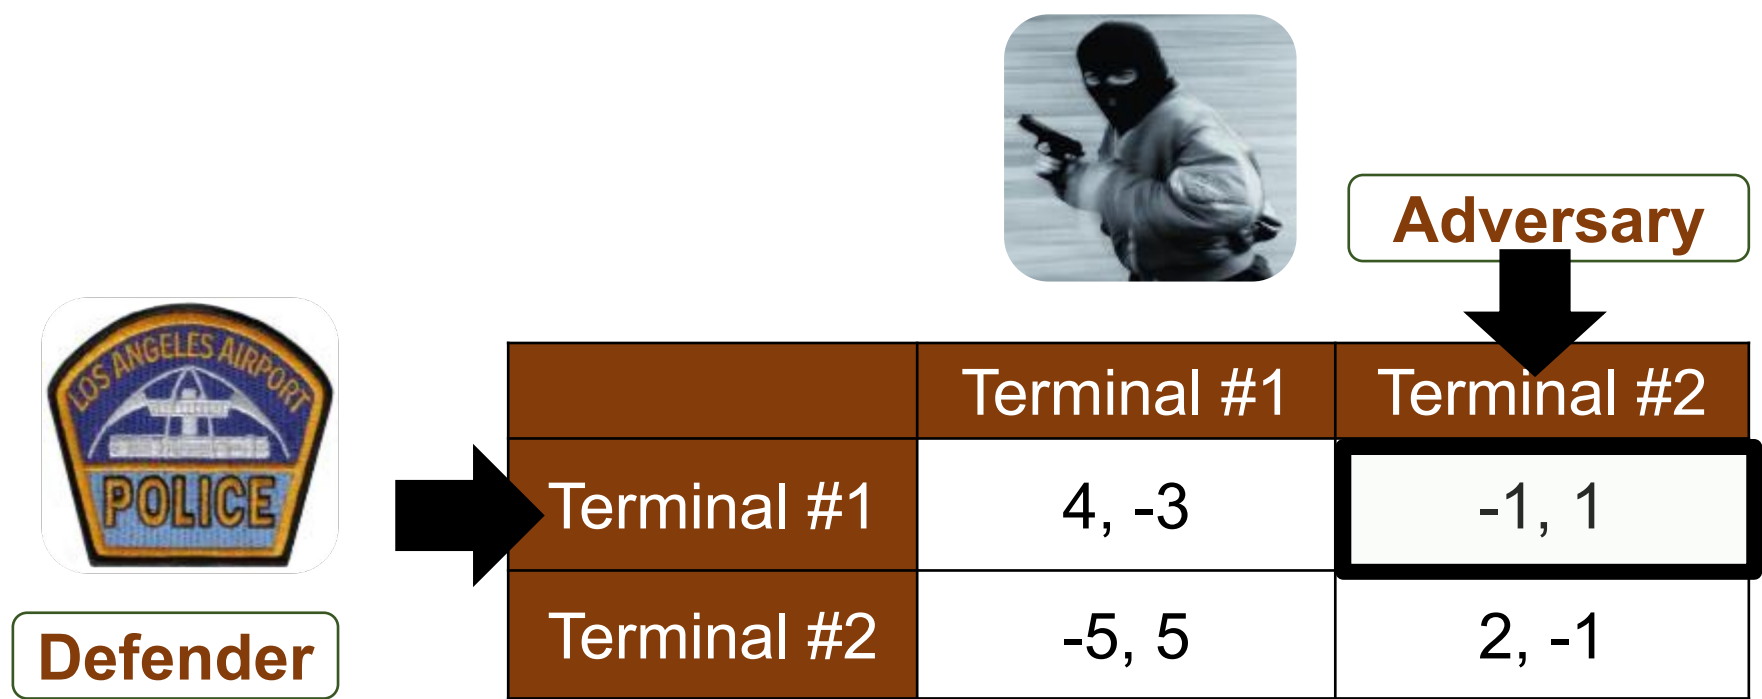 Adversary
LOS ANGELES AIRPORT
POLICE
Defender
Terminal #1 Terminal #2
Terminal #1 4, -3 -1, 1
Terminal #2 -5, 5 2, -1